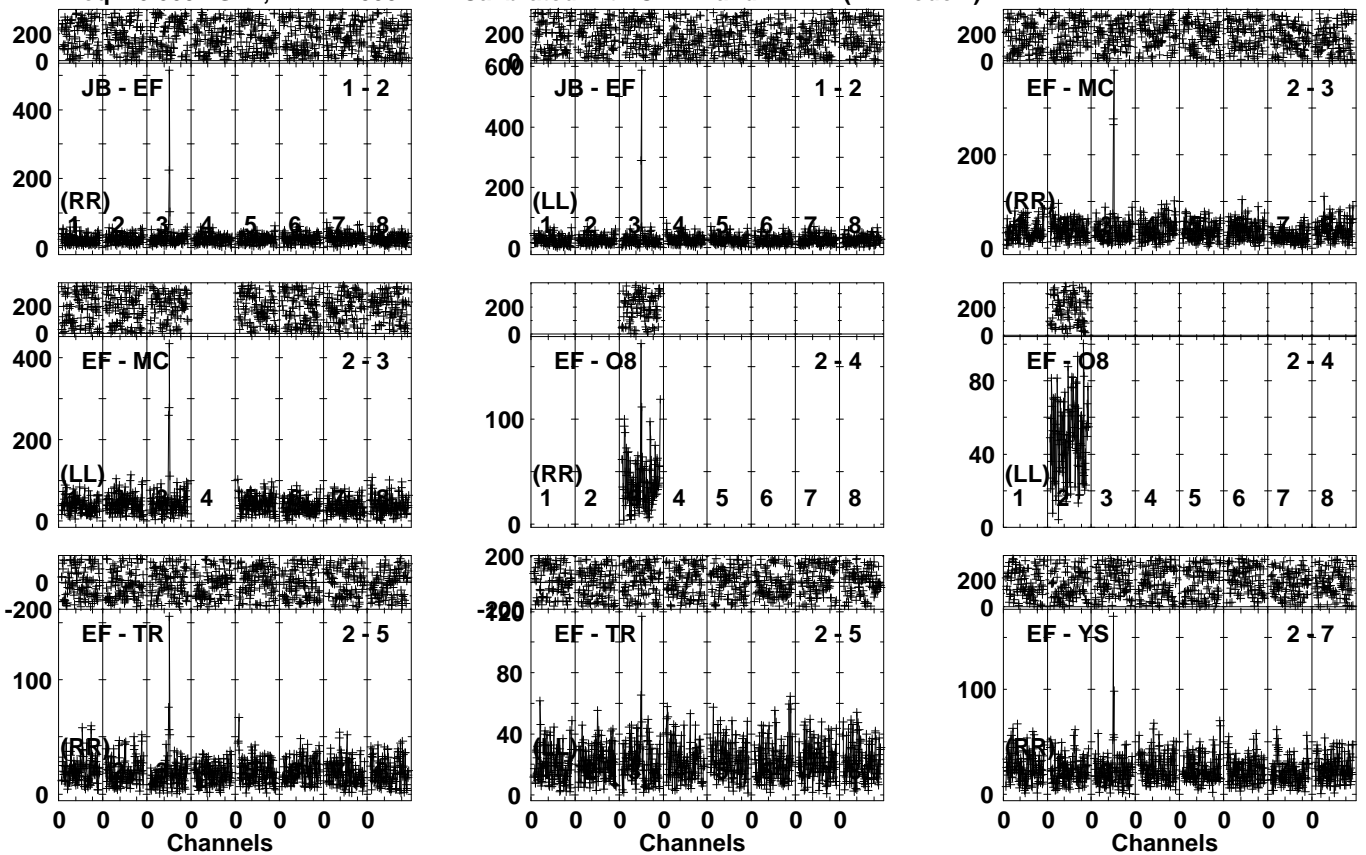 200
0
JB - EF 1 - 2
400
200
0
(RR)
1 2 3 4 5 6 7 8
200
0
600
JB - EF 1 - 2
400
200
0
(LL)
1 2 3 4 5 6 7 8
200
0
EF - MC 2 - 3
200
0
(RR)
7
200
0
EF - MC 2 - 3
400
200
0
(LL)
4 7 8
200
0
EF - O8 2 - 4
100
0
(RR)
1 2 4 5 6 7 8
200
0
EF - O8 2 - 4
80
40
0
(LL)
1 2 3 4 5 6 7 8
0
-200
EF - TR 2 - 5
100
0
(RR)
0 0 0 0 0 0 0 0
Channels
200
EF - TR 2 - 5
80
40
0
0 0 0 0 0 0 0 0
Channels
200
0
EF - YS 2 - 7
100
0
(RR)
0 0 0 0 0 0 0
Channels